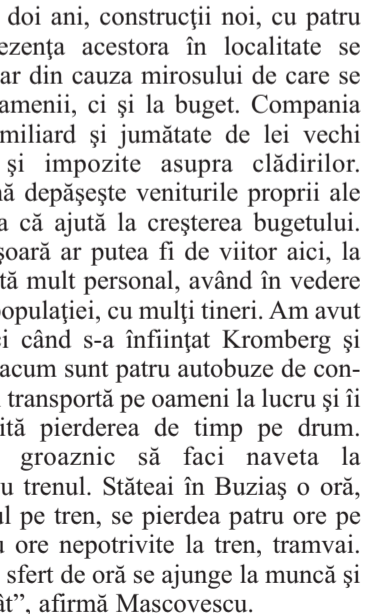 doi ani, construcţii noi, cu patru
ezenţa acestora în localitate se
ar din cauza mirosului de care se
amenii, ci şi la buget. Compania
miliard şi jumătate de lei vechi
şi impozite asupra clădirilor.
ă depăşeşte veniturile proprii ale
a că ajută la creşterea bugetului.
şoară ar putea fi de viitor aici, la
tă mult personal, având în vedere
opulaţiei, cu mulţi tineri. Am avut
i când s-a înfiinţat Kromberg şi
acum sunt patru autobuze de con-
transportă pe oameni la lucru şi îi
ită pierderea de timp pe drum.
groaznic să faci naveta la
u trenul. Stăteai în Buziaş o oră,
ul pe tren, se pierdea patru ore pe
u ore nepotrivite la tren, tramvai.
sfert de oră se ajunge la muncă şi
ât”, afirmă Mascovescu.